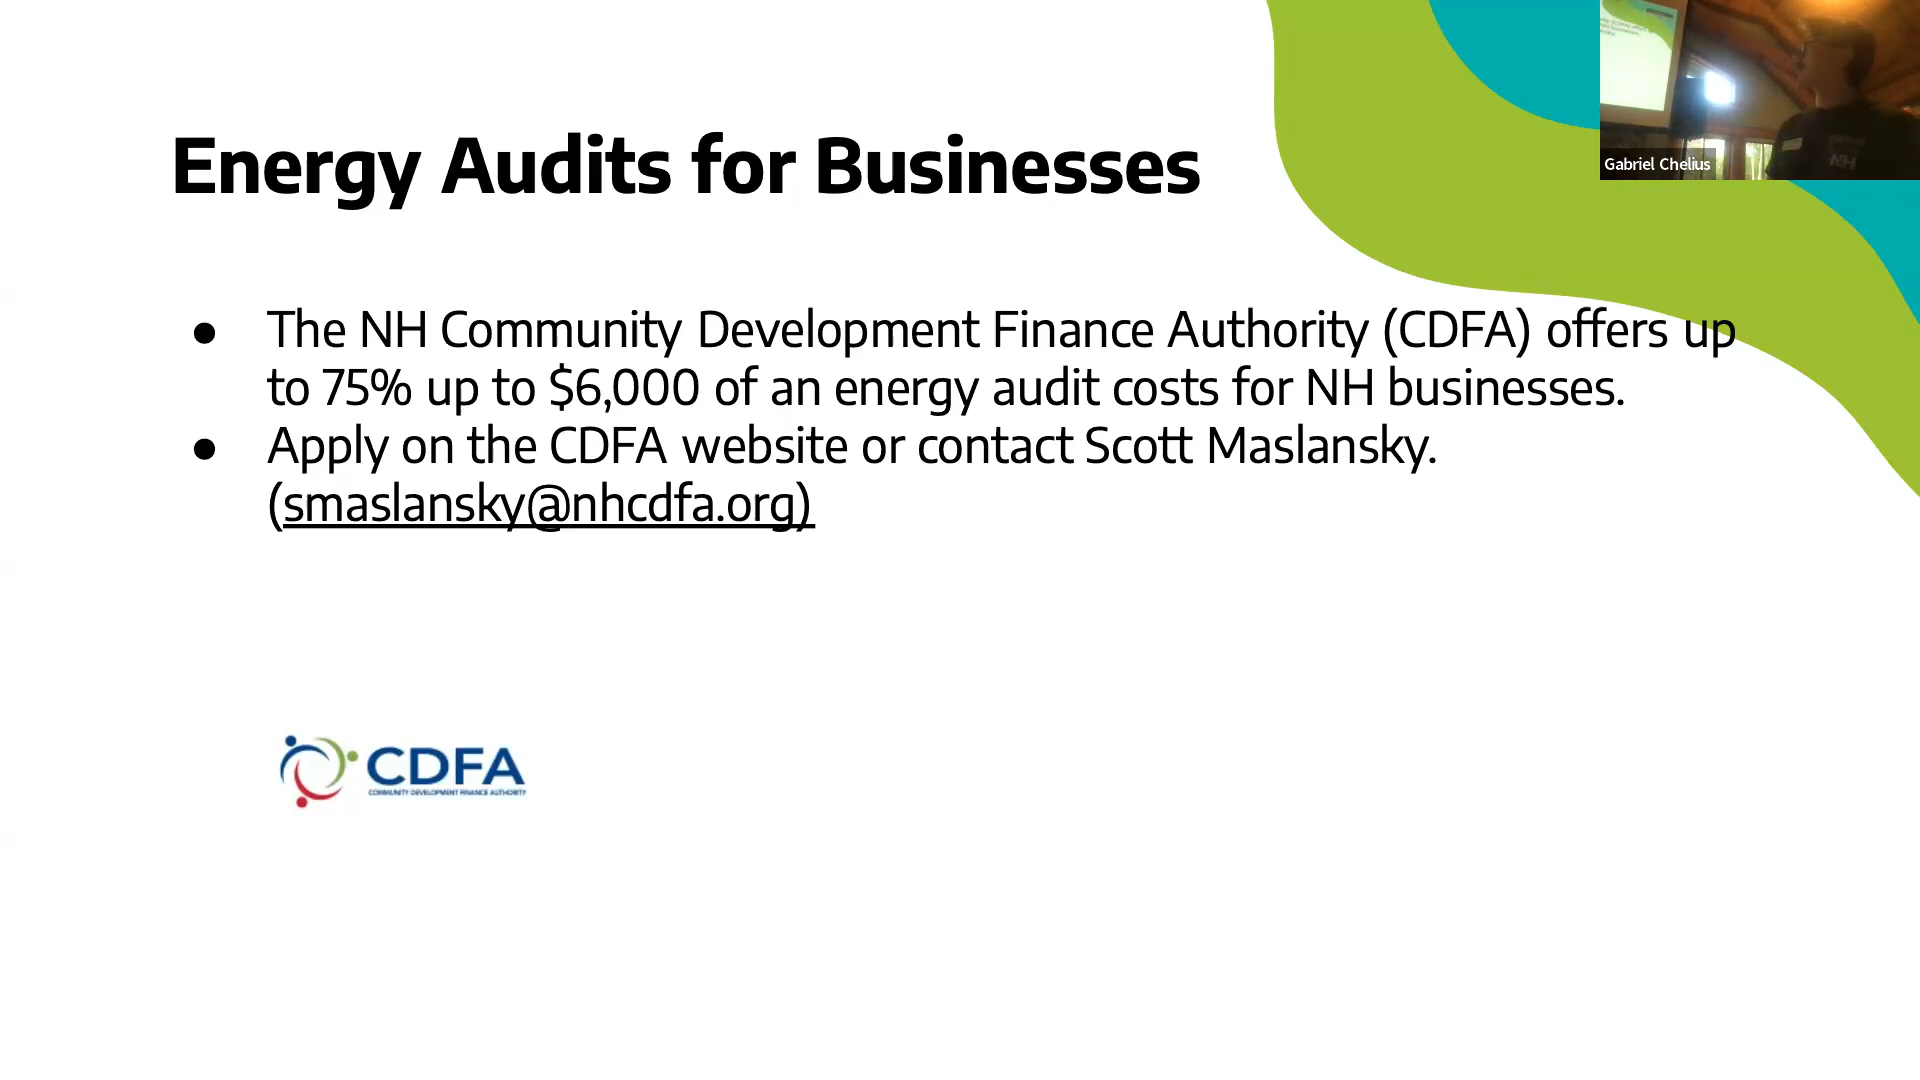 Energy Audits for Businesses
Gabriel Chelius
● The NH Community Development Finance Authority (CDFA) offers up
to 75% up to $6,000 of an energy audit costs for NH businesses.
● Apply on the CDFA website or contact Scott Maslansky.
(smaslansky@nhcdfa.org)
CDFA
COMMUNITY DEVELOPMENT FINANCE AUTHORITY
NH